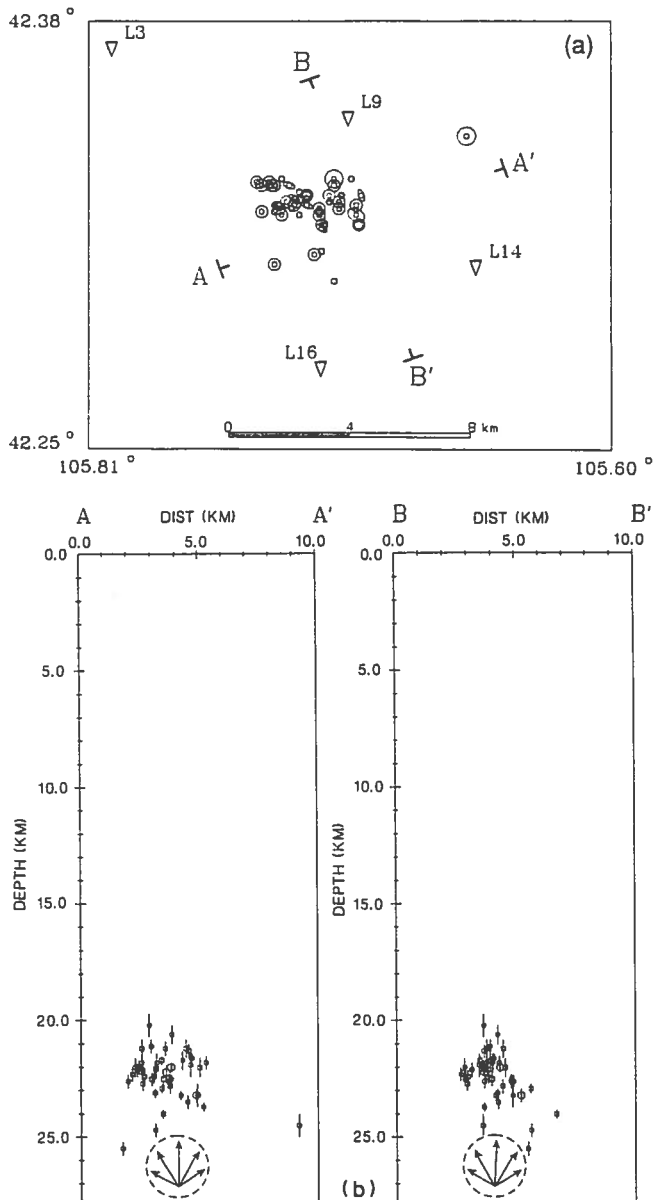 42.38 °
L3
(a)
B
L9
A'
A
L14
L16
B'
0 4 8 km
42.25 °
105.81 ° 105.60 °
A DIST (KM) A' B DIST (KM) B'
0.0 5.0 10.0 0.0 5.0 10.0
0.0 0.0
5.0 5.0
10.0 10.0
DEPTH (KM) DEPTH (KM)
15.0 15.0
20.0 20.0
25.0 25.0
(b)